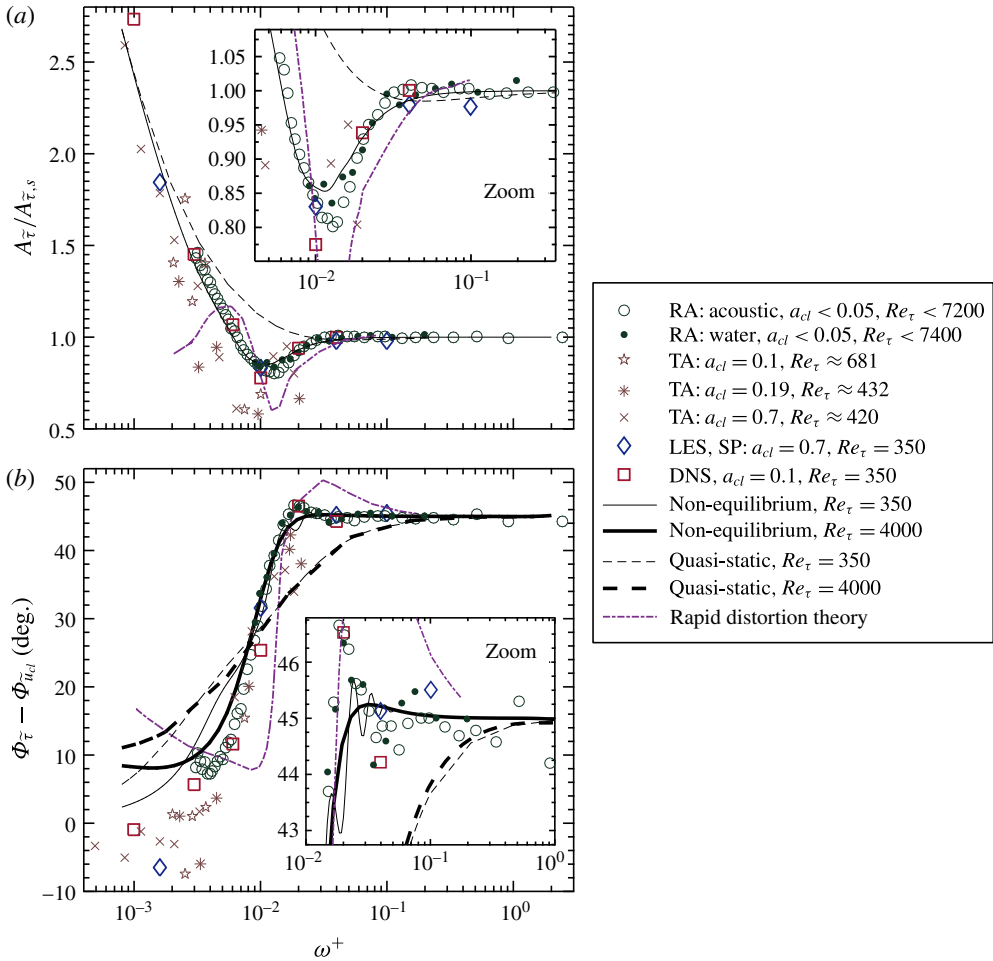 (a)
3.0
2.5
2.0
1.5
1.0
0.5
A_τ̃/A_τ̃,s
1.05
1.00
0.95
0.90
0.85
0.80
Zoom
10⁻²
10⁻¹
(b)
50
40
30
20
10
0
−10
Φ_τ̃ − Φ_ũcl (deg.)
Zoom
46
45
44
43
10⁻²
10⁻¹
10⁰
10⁻³
10⁻²
10⁻¹
10⁰
ω⁺
RA: acoustic, a_cl < 0.05, Re_τ < 7200
RA: water, a_cl < 0.05, Re_τ < 7400
TA: a_cl = 0.1, Re_τ ≈ 681
TA: a_cl = 0.19, Re_τ ≈ 432
TA: a_cl = 0.7, Re_τ ≈ 420
LES, SP: a_cl = 0.7, Re_τ = 350
DNS, a_cl = 0.1, Re_τ = 350
Non-equilibrium, Re_τ = 350
Non-equilibrium, Re_τ = 4000
Quasi-static, Re_τ = 350
Quasi-static, Re_τ = 4000
Rapid distortion theory